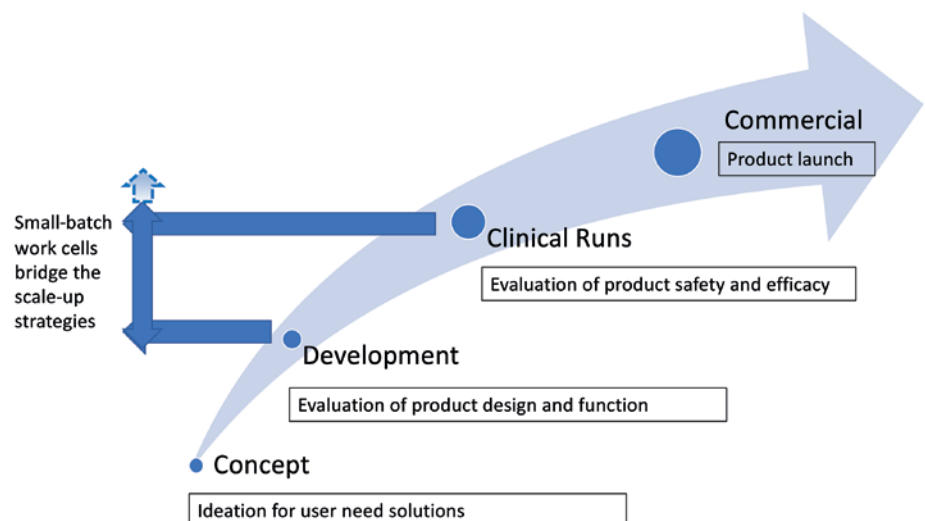 Commercial
Product launch
Small-batch
work cells
bridge the
scale-up
strategies
Clinical Runs
Evaluation of product safety and efficacy
Development
Evaluation of product design and function
Concept
Ideation for user need solutions